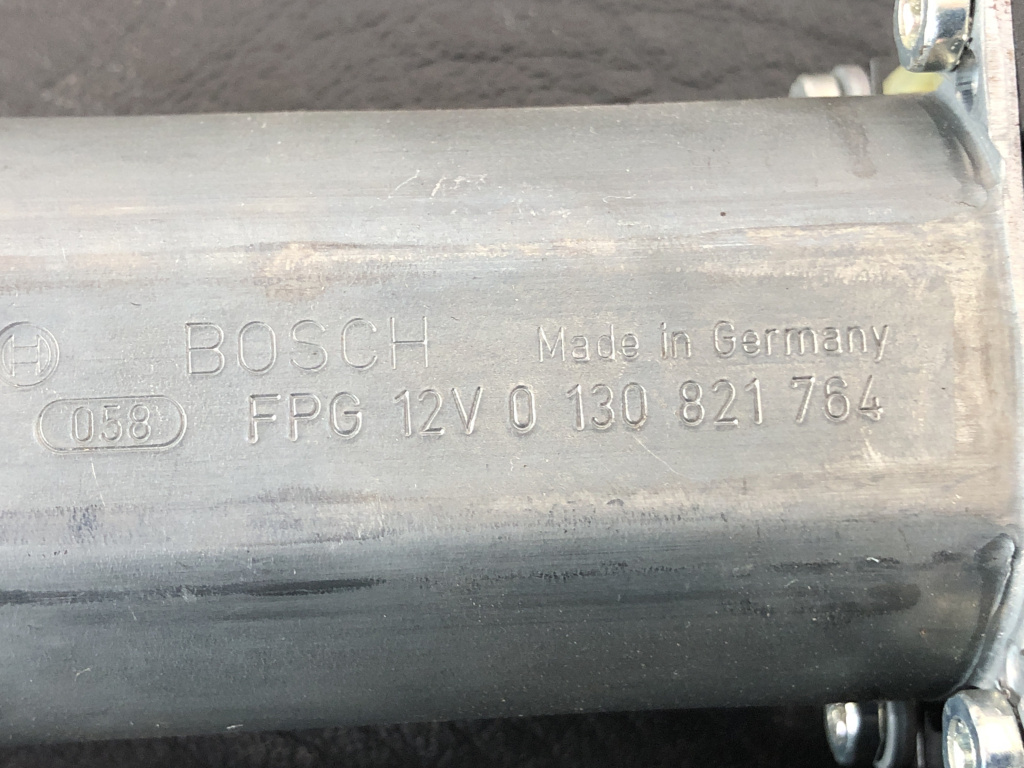 BOSCH Made in Germany
058 FPG 12V 0 130 821 764